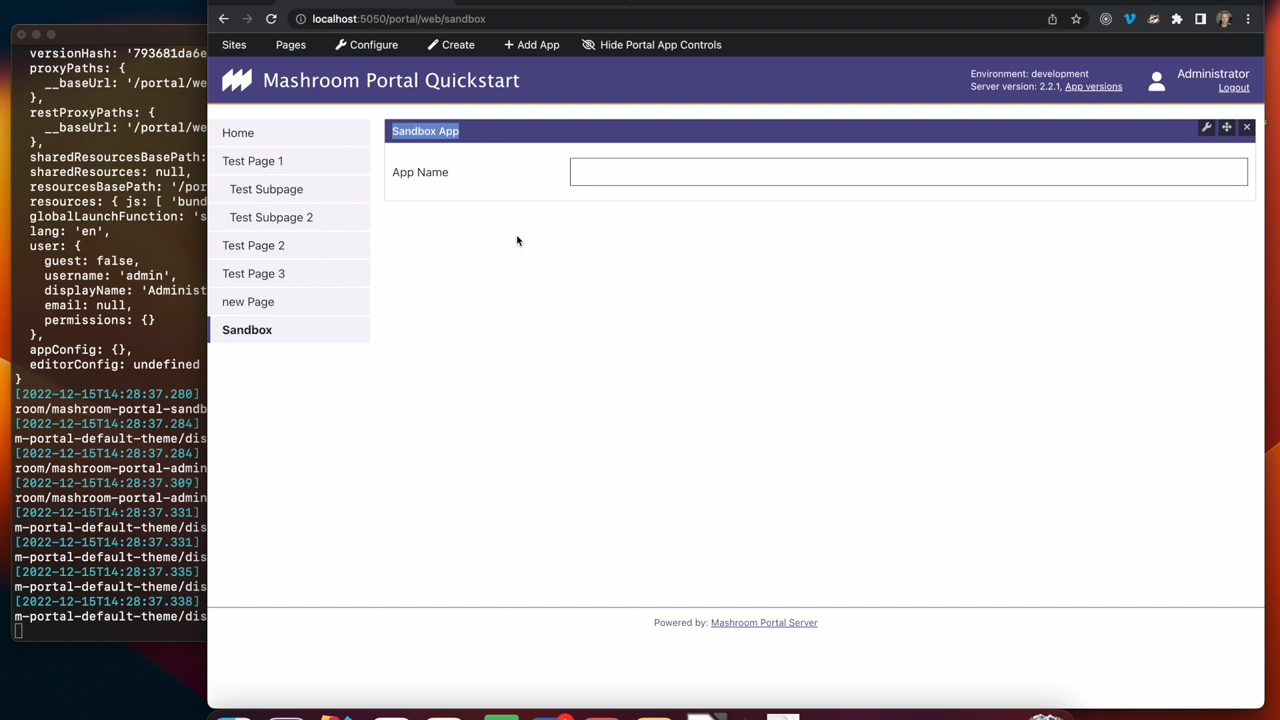 versionHash: '793681da6e
proxyPaths: {
__baseUrl: '/portal/we
},
restProxyPaths: {
__baseUrl: '/portal/we
},
sharedResourcesBasePath:
sharedResources: null,
resourcesBasePath: '/por
resources: { js: [ 'bund
globalLaunchFunction: 's
lang: 'en',
user: {
guest: false,
username: 'admin',
displayName: 'Administ
email: null,
permissions: {}
},
appConfig: {},
editorConfig: undefined
}
[2022-12-15T14:28:37.280]
room/mashroom-portal-sandb
[2022-12-15T14:28:37.284]
m-portal-default-theme/dis
[2022-12-15T14:28:37.284]
room/mashroom-portal-admin
[2022-12-15T14:28:37.309]
room/mashroom-portal-admin
[2022-12-15T14:28:37.331]
m-portal-default-theme/dis
[2022-12-15T14:28:37.331]
m-portal-default-theme/dis
[2022-12-15T14:28:37.335]
m-portal-default-theme/dis
[2022-12-15T14:28:37.338]
m-portal-default-theme/dis
localhost:5050/portal/web/sandbox
Sites Pages Configure Create + Add App Hide Portal App Controls
Mashroom Portal Quickstart
Environment: development
Server version: 2.2.1, App versions
Administrator
Logout
Home
Test Page 1
Test Subpage
Test Subpage 2
Test Page 2
Test Page 3
new Page
Sandbox
Sandbox App
App Name
Powered by: Mashroom Portal Server